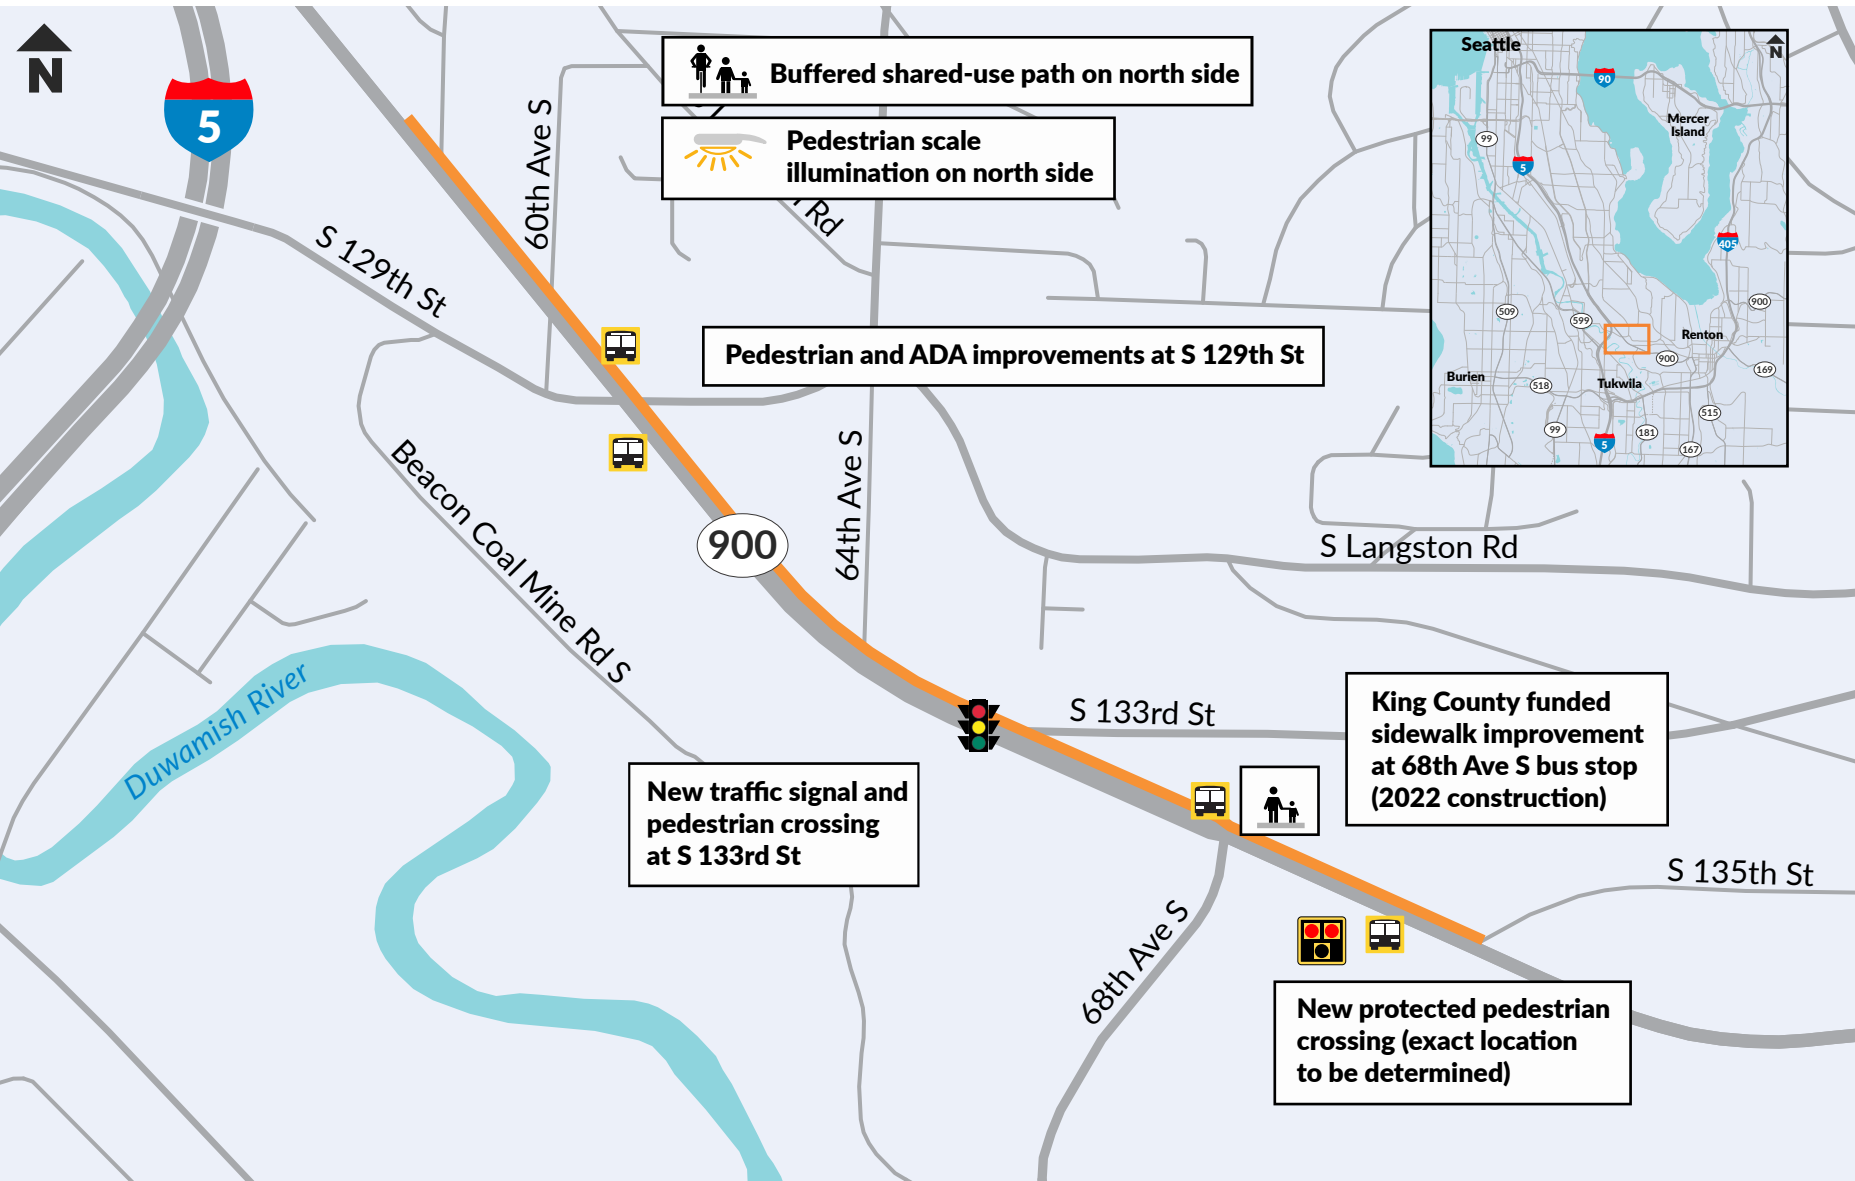 N
5
Buffered shared-use path on north side
Pedestrian scale
illumination on north side
60th Ave S
Rd
S 129th St
Pedestrian and ADA improvements at S 129th St
Beacon Coal Mine Rd S
64th Ave S
900
S Langston Rd
Duwamish River
S 133rd St
New traffic signal and
pedestrian crossing
at S 133rd St
King County funded
sidewalk improvement
at 68th Ave S bus stop
(2022 construction)
S 135th St
68th Ave S
New protected pedestrian
crossing (exact location
to be determined)
Seattle
N
90
Mercer
Island
99
5
405
900
509
599
Renton
900
169
Burien
518
Tukwila
515
99
181
5
167